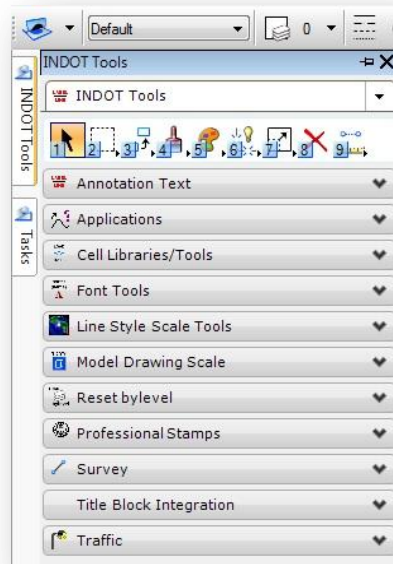 Default
0
INDOT Tools
INDOT Tools
INDOT Tools
Tasks
1 2 3 4 5 6 7 8 9
Annotation Text
Applications
Cell Libraries/Tools
Font Tools
Line Style Scale Tools
Model Drawing Scale
Reset bylevel
Professional Stamps
Survey
Title Block Integration
Traffic